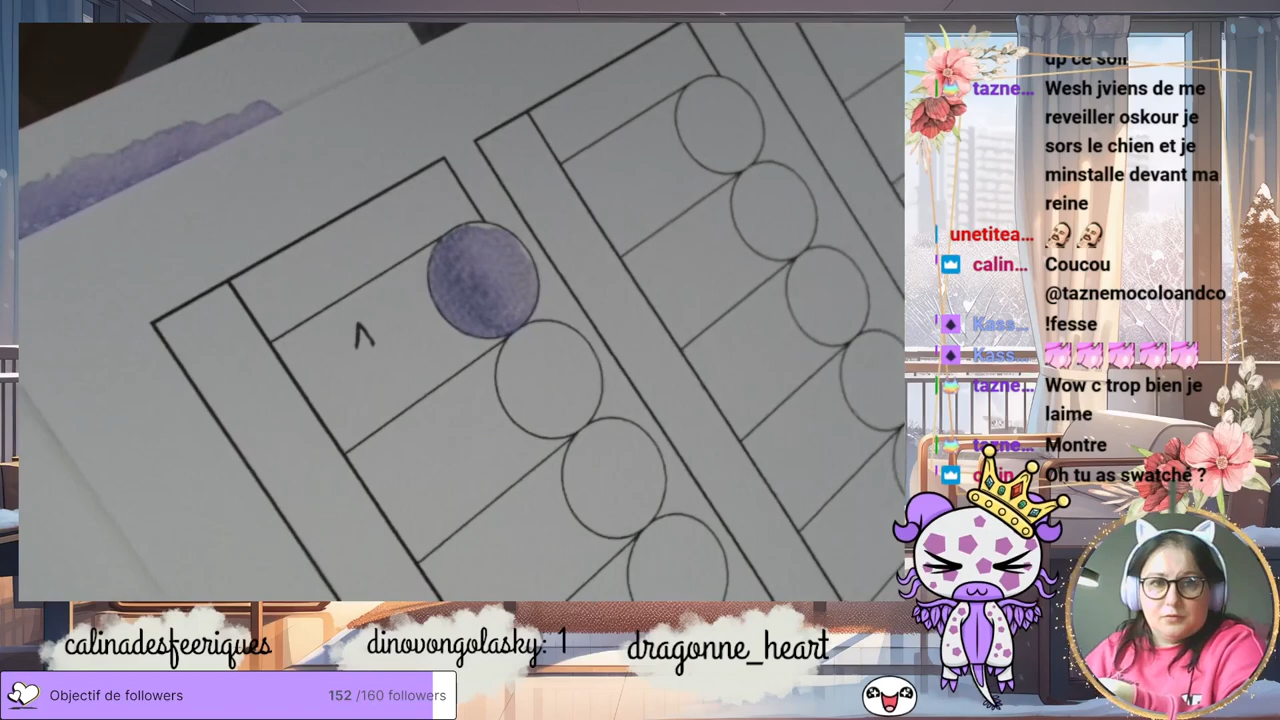 up ce soir
tazne... Wesh jviens de me
reveiller oskour je
sors le chien et je
minstalle devant ma
reine
unetitea...
calin... Coucou
@taznemocoloandco
Kass... !fesse
Kass...
tazne... Wow c trop bien je
laime
tazne... Montre
calin... Oh tu as swatché ?
1
calinadesfeeriques
dinovongolasky: 1
dragonne_heart
Objectif de followers 152 /160 followers